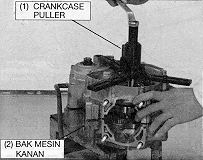 (1) CRANKCASE
PULLER
(2) BAK MESIN
KANAN